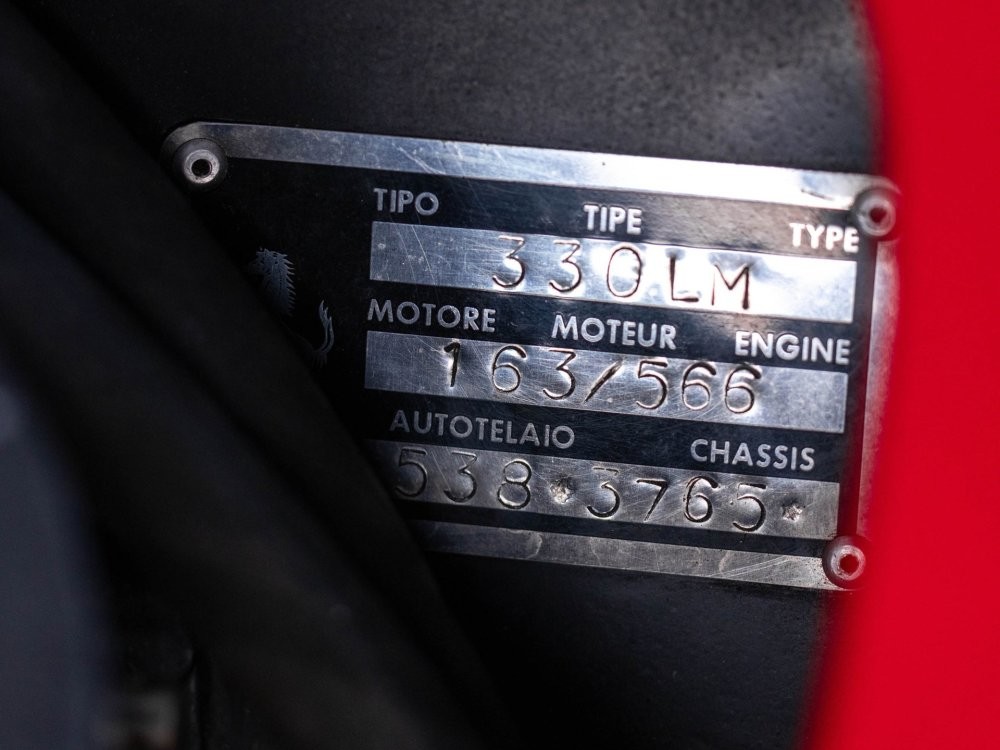 TIPO TIPE TYPE
330LM
MOTORE MOTEUR ENGINE
163/566
AUTOTELAIO CHASSIS
538*3765*